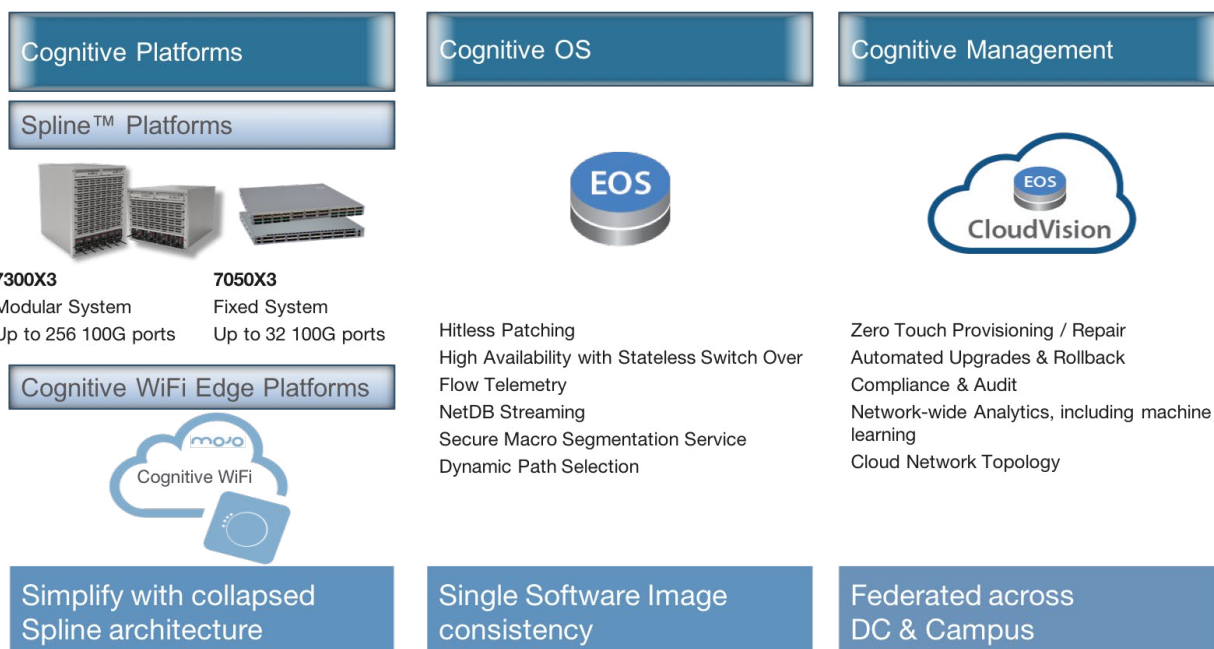 Cognitive Platforms
Spline™ Platforms
7300X3
Modular System
Up to 256 100G ports
7050X3
Fixed System
Up to 32 100G ports
Cognitive WiFi Edge Platforms
mojo
Cognitive WiFi
Simplify with collapsed
Spline architecture
Cognitive OS
EOS
Hitless Patching
High Availability with Stateless Switch Over
Flow Telemetry
NetDB Streaming
Secure Macro Segmentation Service
Dynamic Path Selection
Single Software Image
consistency
Cognitive Management
EOS
CloudVision
Zero Touch Provisioning / Repair
Automated Upgrades & Rollback
Compliance & Audit
Network-wide Analytics, including machine
learning
Cloud Network Topology
Federated across
DC & Campus